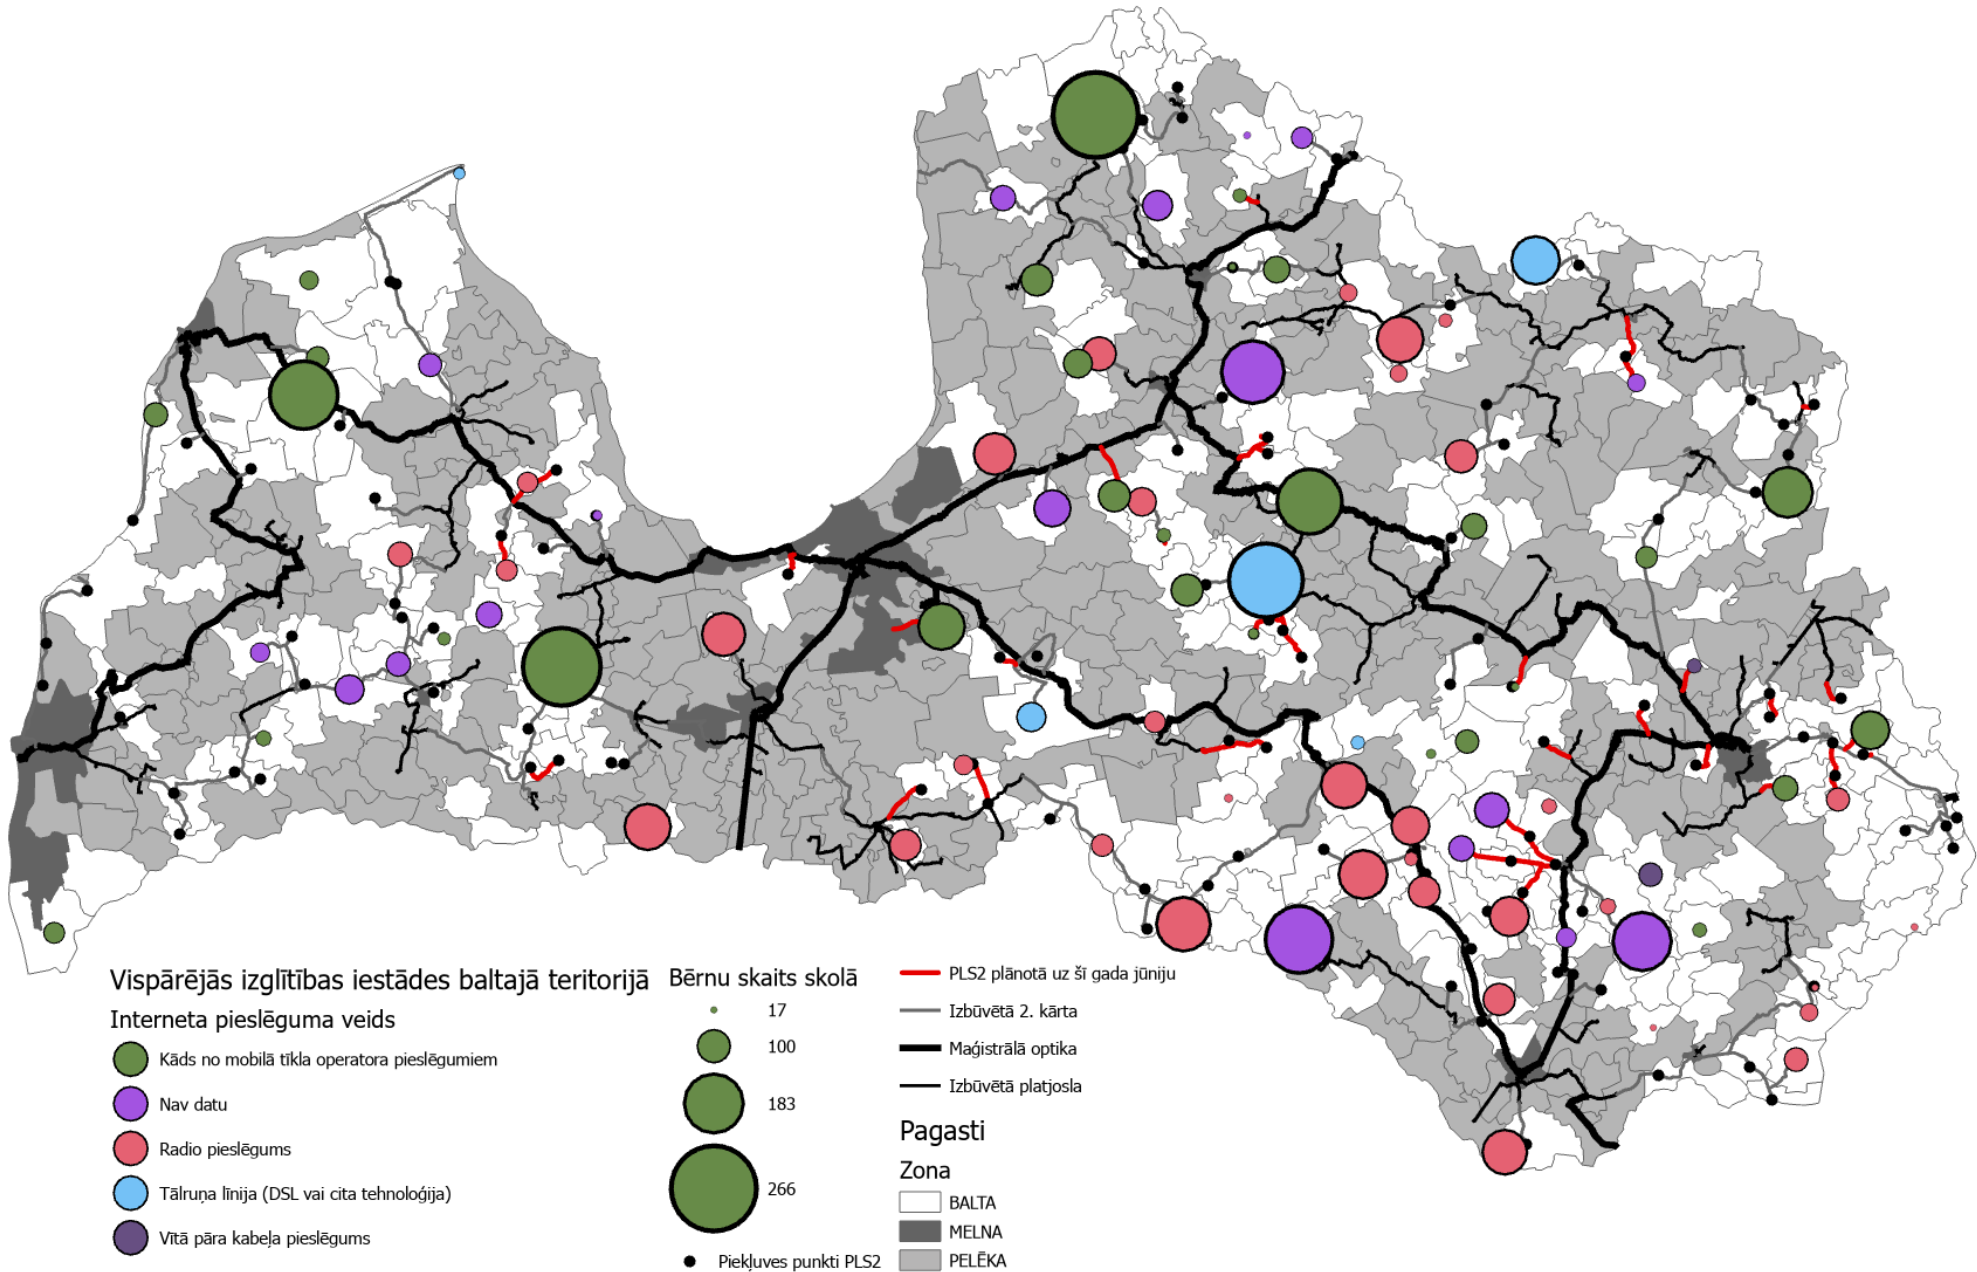 Vispārējās izglītības iestādes baltajā teritorijā
Interneta pieslēguma veids
Kāds no mobilā tīkla operatora pieslēgumiem
Nav datu
Radio pieslēgums
Tālruņa līnija (DSL vai cita tehnoloģija)
Vītā pāra kabeļa pieslēgums
Bērnu skaits skolā
17
100
183
266
Piekļuves punkti PLS2
PLS2 plānotā uz šī gada jūniju
Izbūvētā 2. kārta
Maģistrālā optika
Izbūvētā platjosla
Pagasti
Zona
BALTA
MELNA
PELĒKA